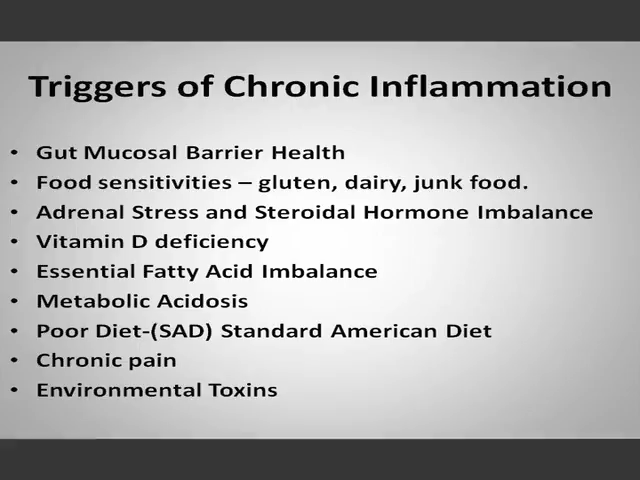 Triggers of Chronic Inflammation
• Gut Mucosal Barrier Health
• Food sensitivities – gluten, dairy, junk food.
• Adrenal Stress and Steroidal Hormone Imbalance
• Vitamin D deficiency
• Essential Fatty Acid Imbalance
• Metabolic Acidosis
• Poor Diet-(SAD) Standard American Diet
• Chronic pain
• Environmental Toxins